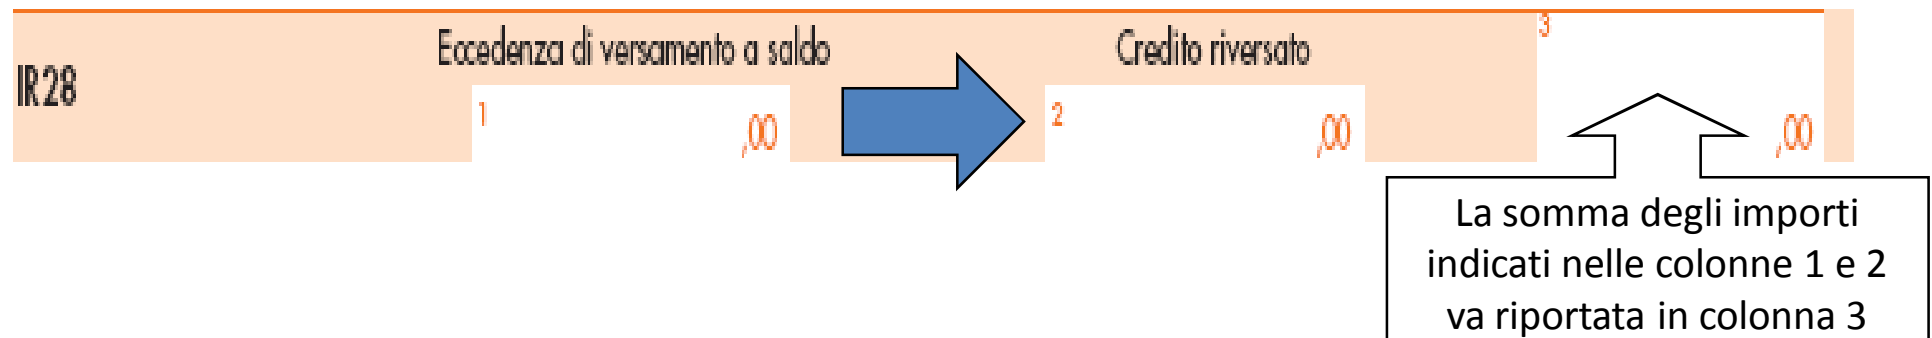 Eccedenza di versamento a saldo Credito riversato 3
IR28
1 ,00 2 ,00 ,00
La somma degli importi
indicati nelle colonne 1 e 2
va riportata in colonna 3